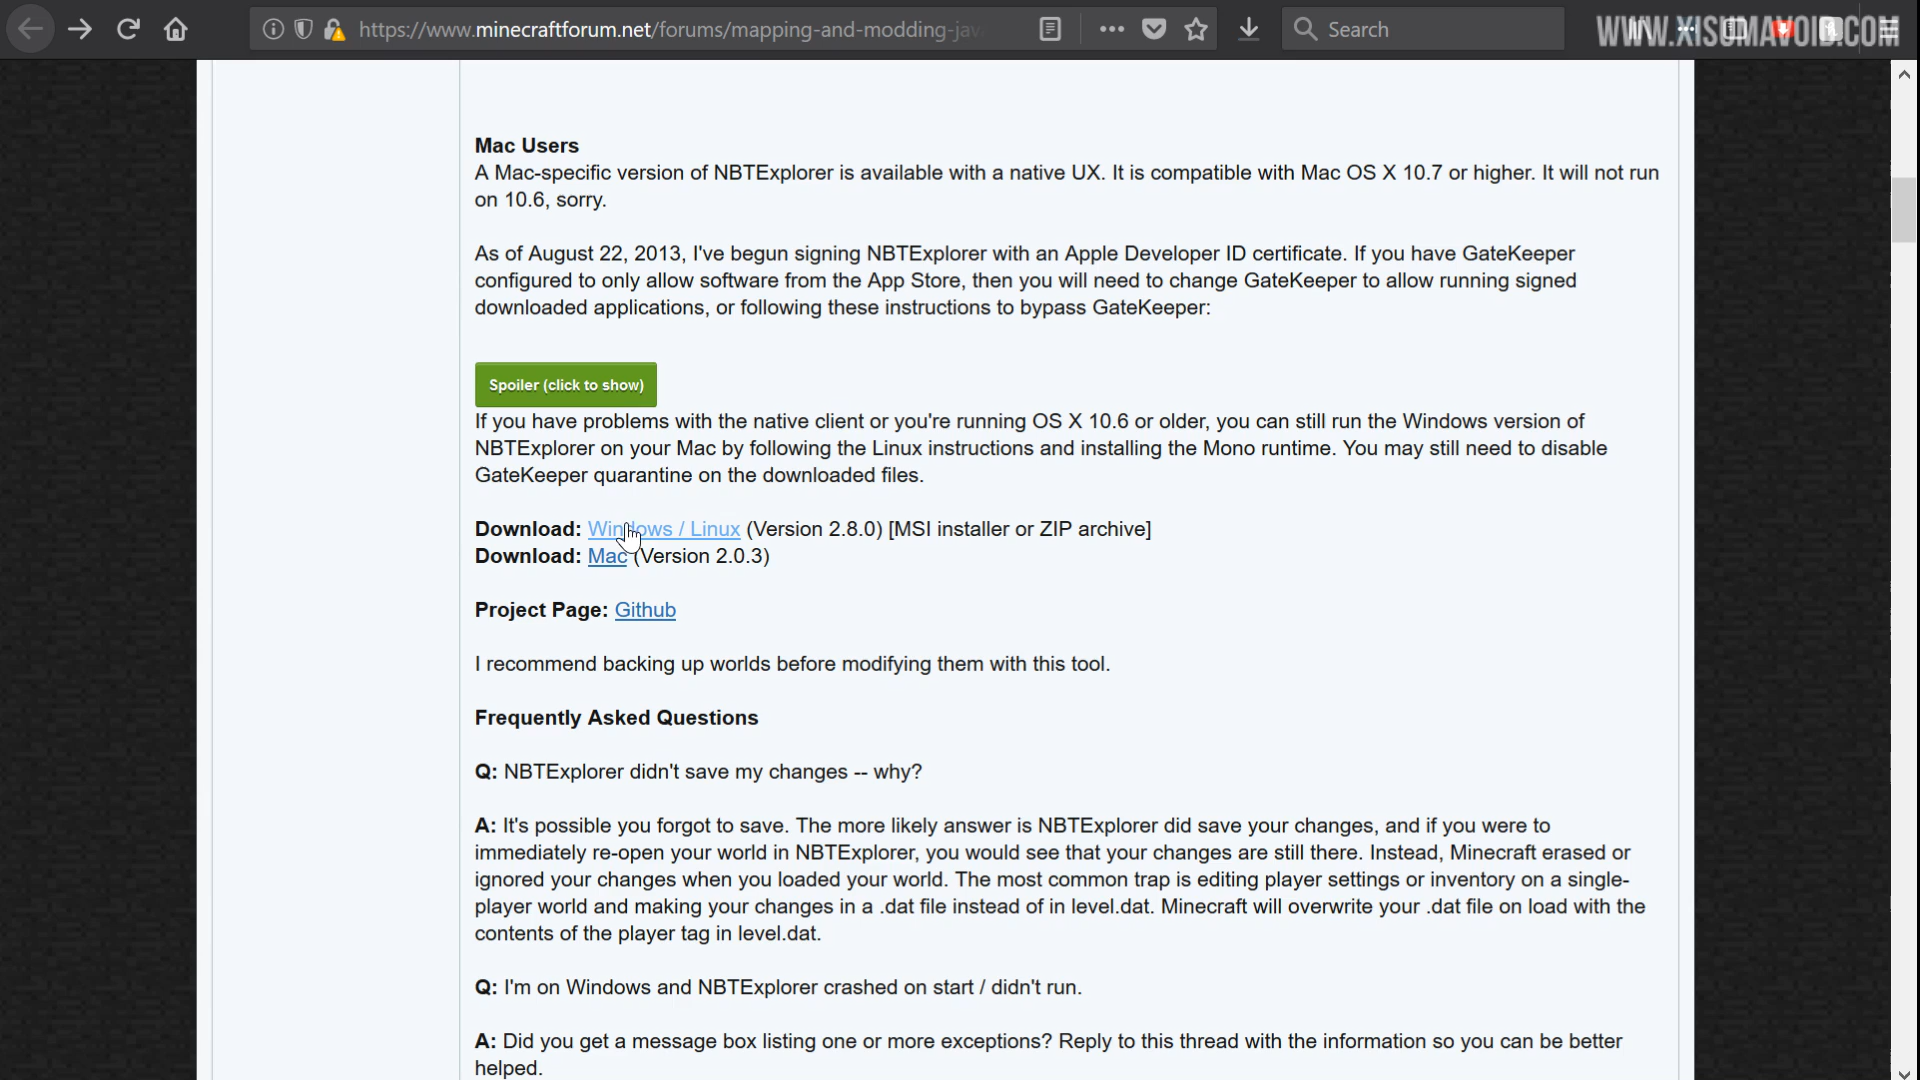 https://www.minecraftforum.net/forums/mapping-and-modding-jav
Search
WWW.XISUMAVOID.COM
Mac Users
A Mac-specific version of NBTExplorer is available with a native UX. It is compatible with Mac OS X 10.7 or higher. It will not run
on 10.6, sorry.
As of August 22, 2013, I've begun signing NBTExplorer with an Apple Developer ID certificate. If you have GateKeeper
configured to only allow software from the App Store, then you will need to change GateKeeper to allow running signed
downloaded applications, or following these instructions to bypass GateKeeper:
Spoiler (click to show)
If you have problems with the native client or you're running OS X 10.6 or older, you can still run the Windows version of
NBTExplorer on your Mac by following the Linux instructions and installing the Mono runtime. You may still need to disable
GateKeeper quarantine on the downloaded files.
Download: Windows / Linux (Version 2.8.0) [MSI installer or ZIP archive]
Download: Mac (Version 2.0.3)
Project Page: Github
I recommend backing up worlds before modifying them with this tool.
Frequently Asked Questions
Q: NBTExplorer didn't save my changes -- why?
A: It's possible you forgot to save. The more likely answer is NBTExplorer did save your changes, and if you were to
immediately re-open your world in NBTExplorer, you would see that your changes are still there. Instead, Minecraft erased or
ignored your changes when you loaded your world. The most common trap is editing player settings or inventory on a single-
player world and making your changes in a .dat file instead of in level.dat. Minecraft will overwrite your .dat file on load with the
contents of the player tag in level.dat.
Q: I'm on Windows and NBTExplorer crashed on start / didn't run.
A: Did you get a message box listing one or more exceptions? Reply to this thread with the information so you can be better
helped.